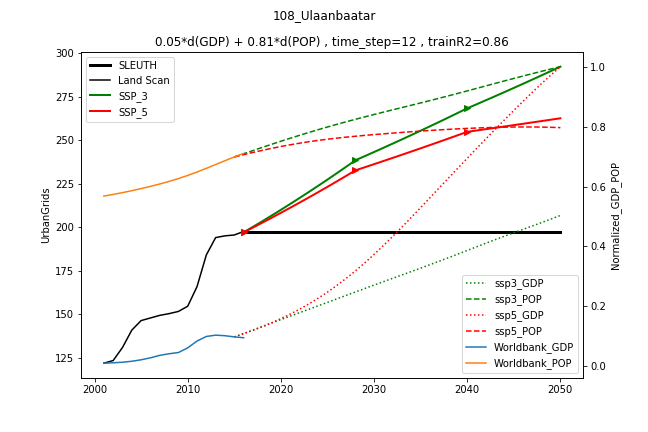 108_Ulaanbaatar
0.05*d(GDP) + 0.81*d(POP) , time_step=12 , trainR2=0.86
SLEUTH
Land Scan
SSP_3
SSP_5
300
275
250
225
200
175
150
125
UrbanGrids
1.0
0.8
0.6
0.4
0.2
0.0
Normalized_GDP_POP
ssp3_GDP
ssp3_POP
ssp5_GDP
ssp5_POP
Worldbank_GDP
Worldbank_POP
2000 2010 2020 2030 2040 2050